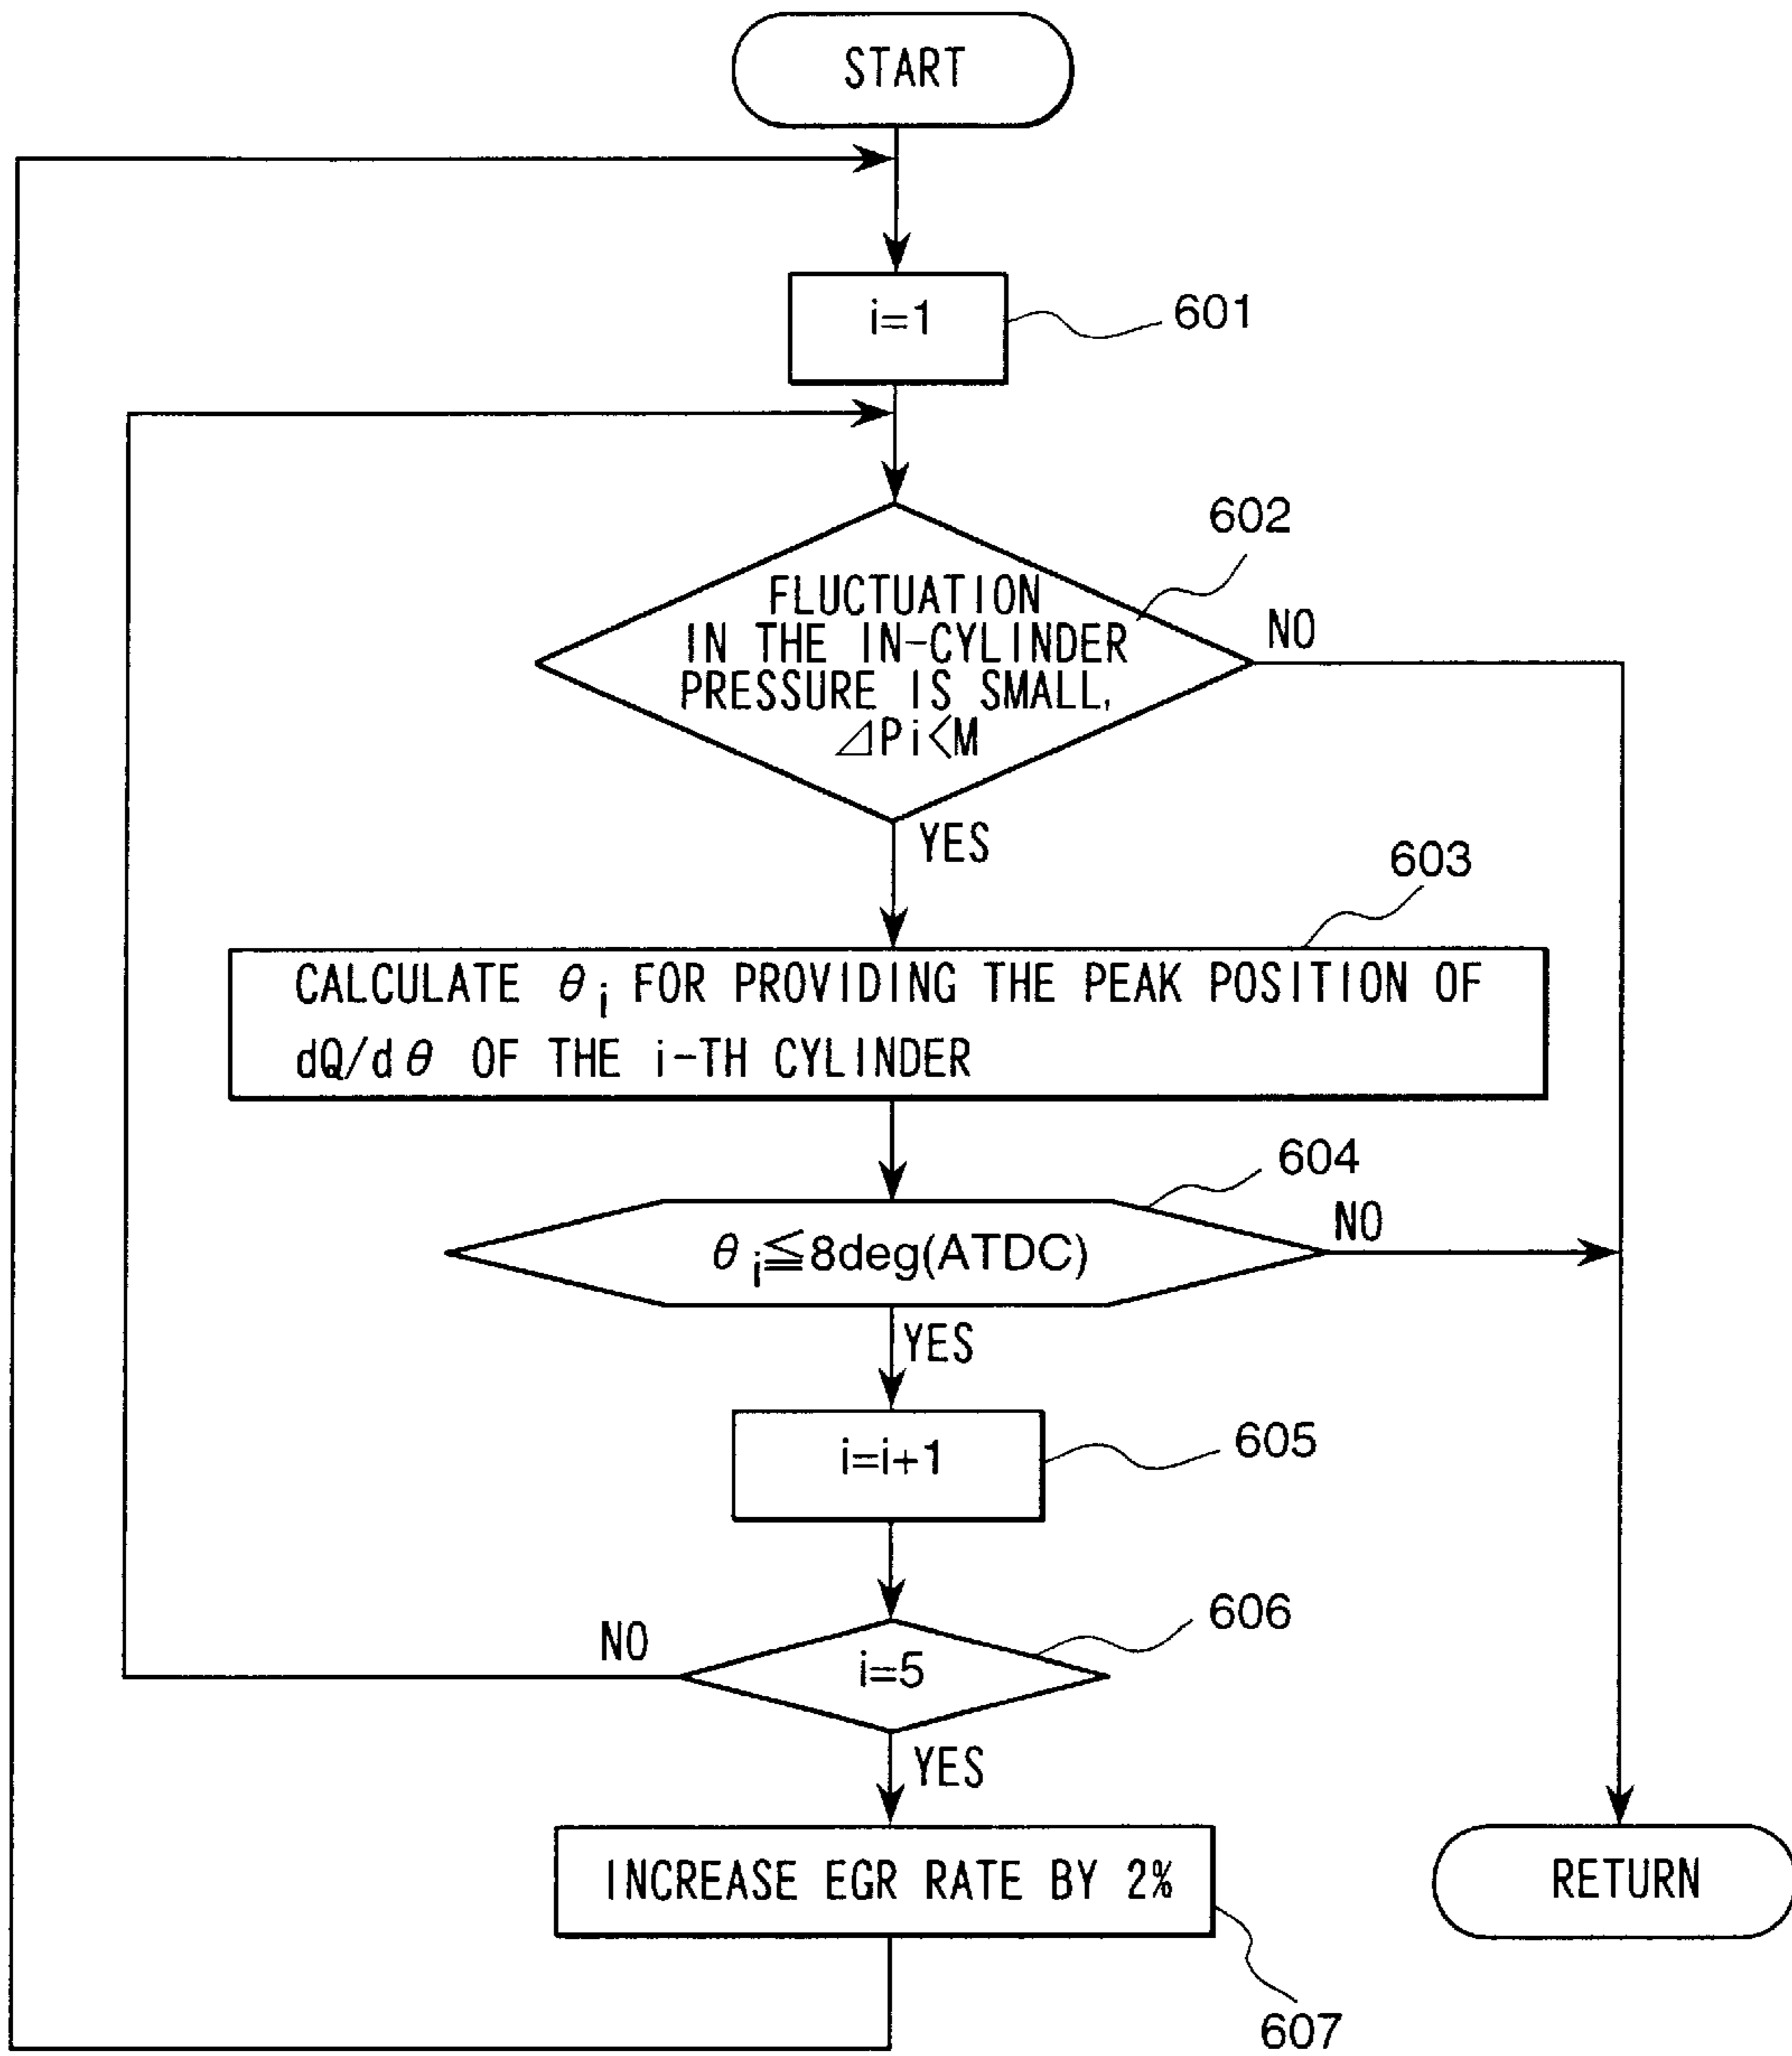 START
i=1
601
602
FLUCTUATION
IN THE IN-CYLINDER
PRESSURE IS SMALL,
⊿Pi<M
NO
YES
603
CALCULATE θi FOR PROVIDING THE PEAK POSITION OF
dQ/dθ OF THE i-TH CYLINDER
604
θi≦8deg(ATDC)
NO
YES
i=i+1
605
606
NO
i=5
YES
INCREASE EGR RATE BY 2%
RETURN
607